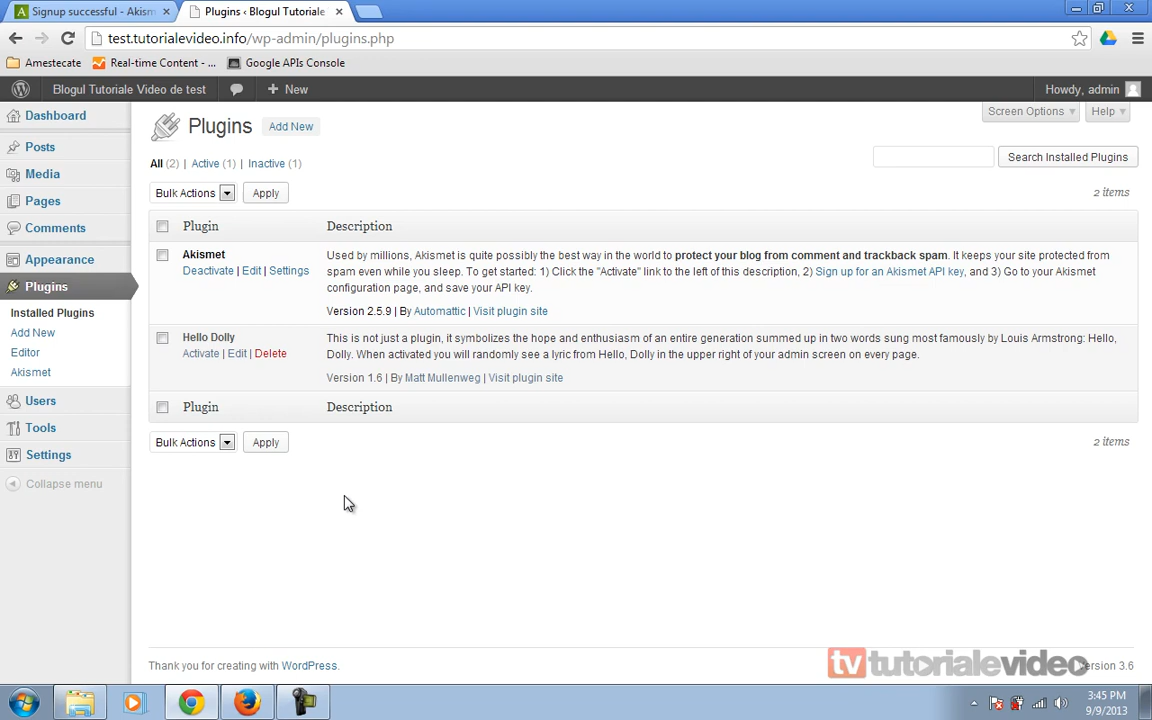 Signup successful - Akism
Plugins ‹ Blogul Tutoriale
test.tutorialevideo.info/wp-admin/plugins.php
Amestecate
Real-time Content - ...
Google APIs Console
Blogul Tutoriale Video de test
New
Howdy, admin
Dashboard
Posts
Media
Pages
Comments
Appearance
Plugins
Installed Plugins
Add New
Editor
Akismet
Users
Tools
Settings
Collapse menu
Plugins Add New
Screen Options
Help
All (2) | Active (1) | Inactive (1)
Search Installed Plugins
Bulk Actions
Apply
2 items
Plugin Description
Akismet
Deactivate | Edit | Settings
Used by millions, Akismet is quite possibly the best way in the world to protect your blog from comment and trackback spam. It keeps your site protected from
spam even while you sleep. To get started: 1) Click the "Activate" link to the left of this description, 2) Sign up for an Akismet API key, and 3) Go to your Akismet
configuration page, and save your API key.
Version 2.5.9 | By Automattic | Visit plugin site
Hello Dolly
Activate | Edit | Delete
This is not just a plugin, it symbolizes the hope and enthusiasm of an entire generation summed up in two words sung most famously by Louis Armstrong: Hello,
Dolly. When activated you will randomly see a lyric from Hello, Dolly in the upper right of your admin screen on every page.
Version 1.6 | By Matt Mullenweg | Visit plugin site
Plugin Description
Bulk Actions
Apply
2 items
Thank you for creating with WordPress.
Version 3.6
tv tutorialevideo
3:45 PM
9/9/2013